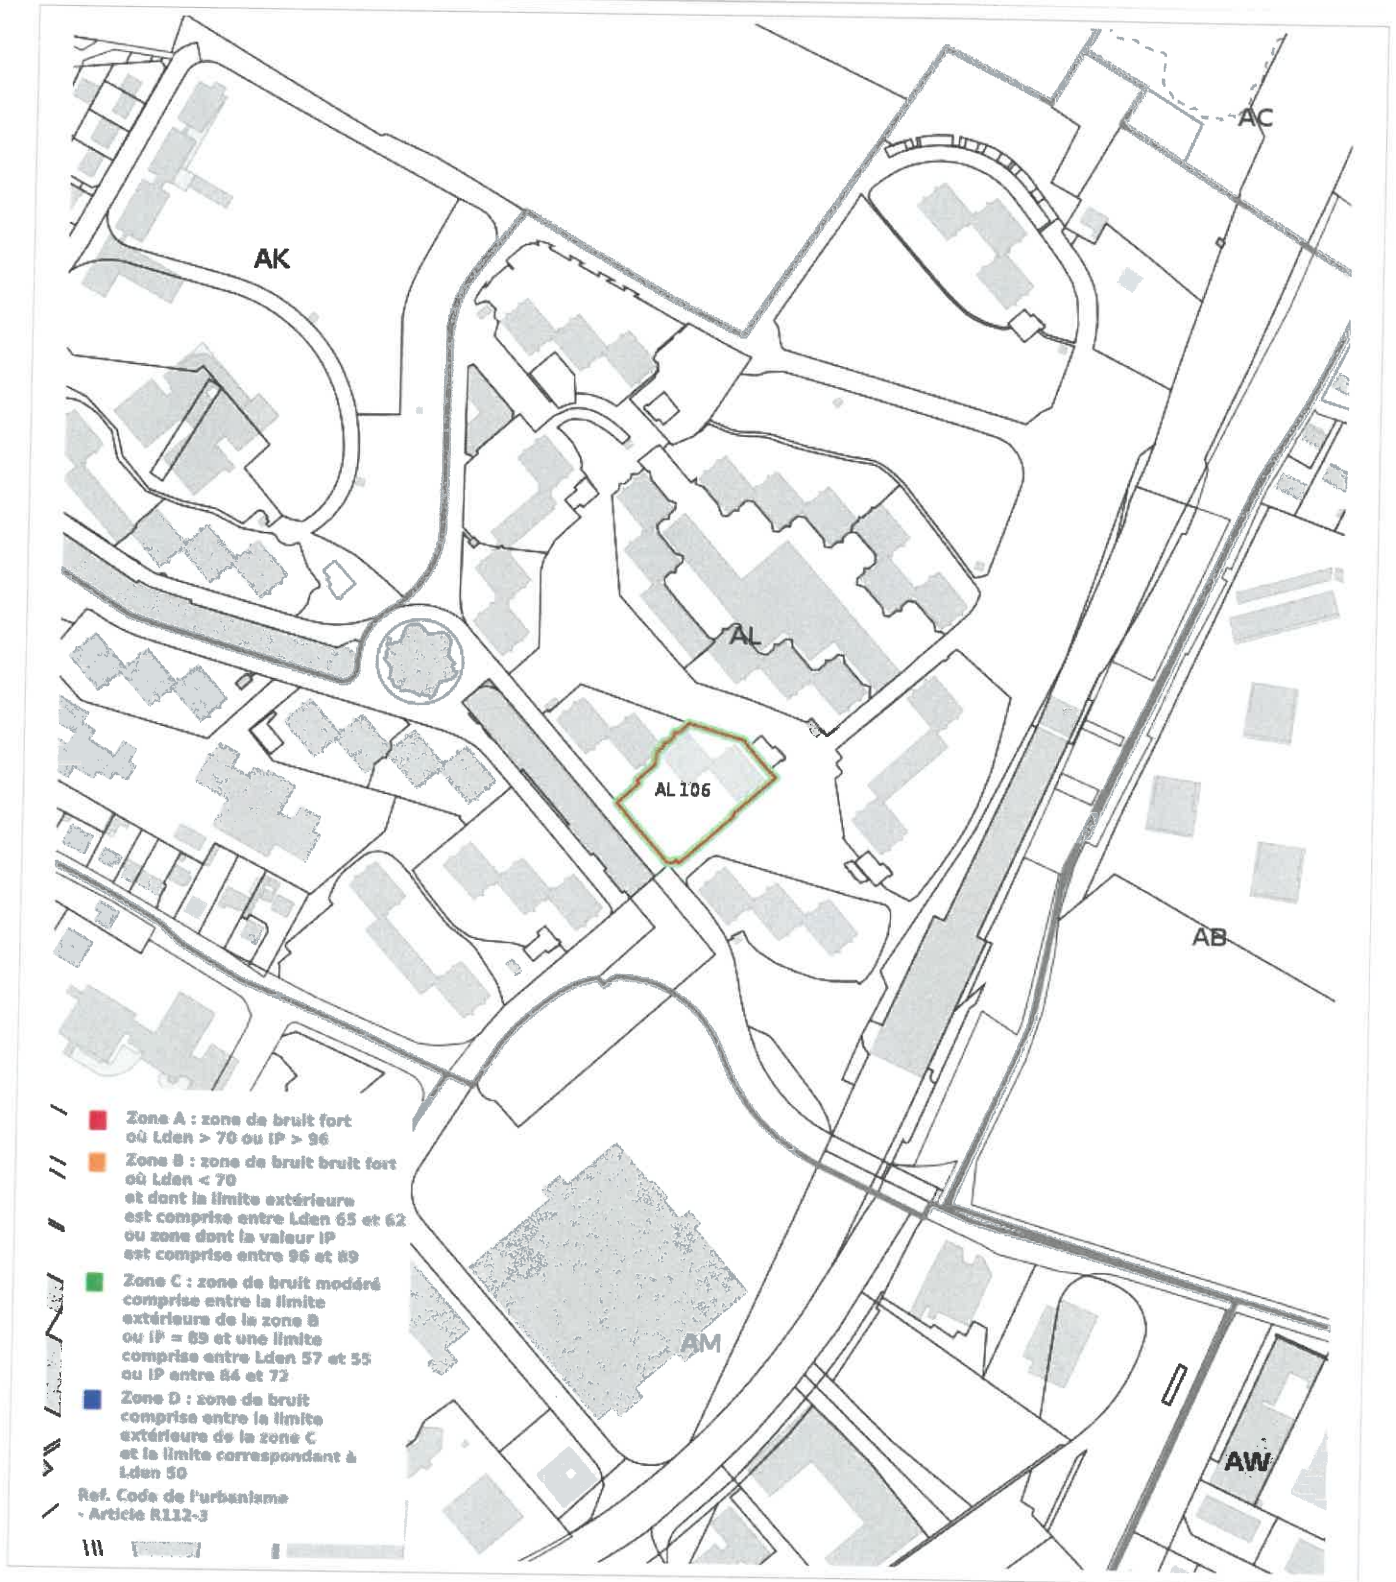 AC
AK
AL
AL 106
AB
Zone A : zone de bruit fort
où Lden > 70 ou IP > 96
Zone B : zone de bruit bruit fort
où Lden < 70
et dont la limite extérieure
est comprise entre Lden 65 et 62
ou zone dont la valeur IP
est comprise entre 96 et 89
Zone C : zone de bruit modéré
comprise entre la limite
extérieure de la zone B
ou IP = 89 et une limite
comprise entre Lden 57 et 55
ou IP entre 84 et 72
Zone D : zone de bruit
comprise entre la limite
extérieure de la zone C
et la limite correspondant à
Lden 50
Ref. Code de l'urbanisme
- Article R112-3
AM
AW